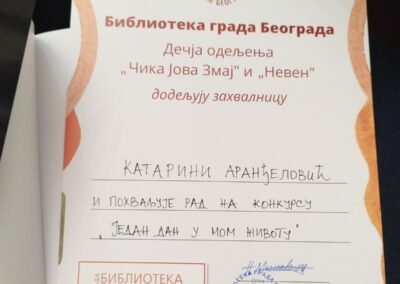 Библиотека града Београда
Дечја одељења
„Чика Јова Змај" и „Невен"
додељују захвалницу
КАТАРИНИ АРАНЂЕЛОВИЋ
И ПОХВАЉУЈЕ РАД НА КОНКУРСУ
„ЈЕДАН ДАН У МОМ ЖИВОТУ"
БИБЛИОТЕКА